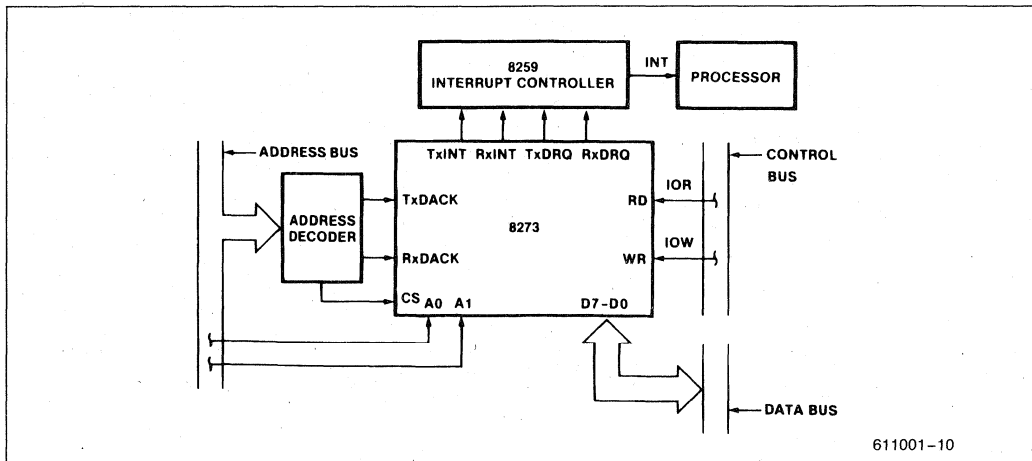 8259
INTERRUPT CONTROLLER
INT
PROCESSOR
ADDRESS BUS
TxINT RxINT TxDRQ RxDRQ
CONTROL
BUS
ADDRESS
DECODER
TxDACK
RD
IOR
8273
RxDACK
WR
IOW
CS A0 A1
D7-D0
DATA BUS
611001-10